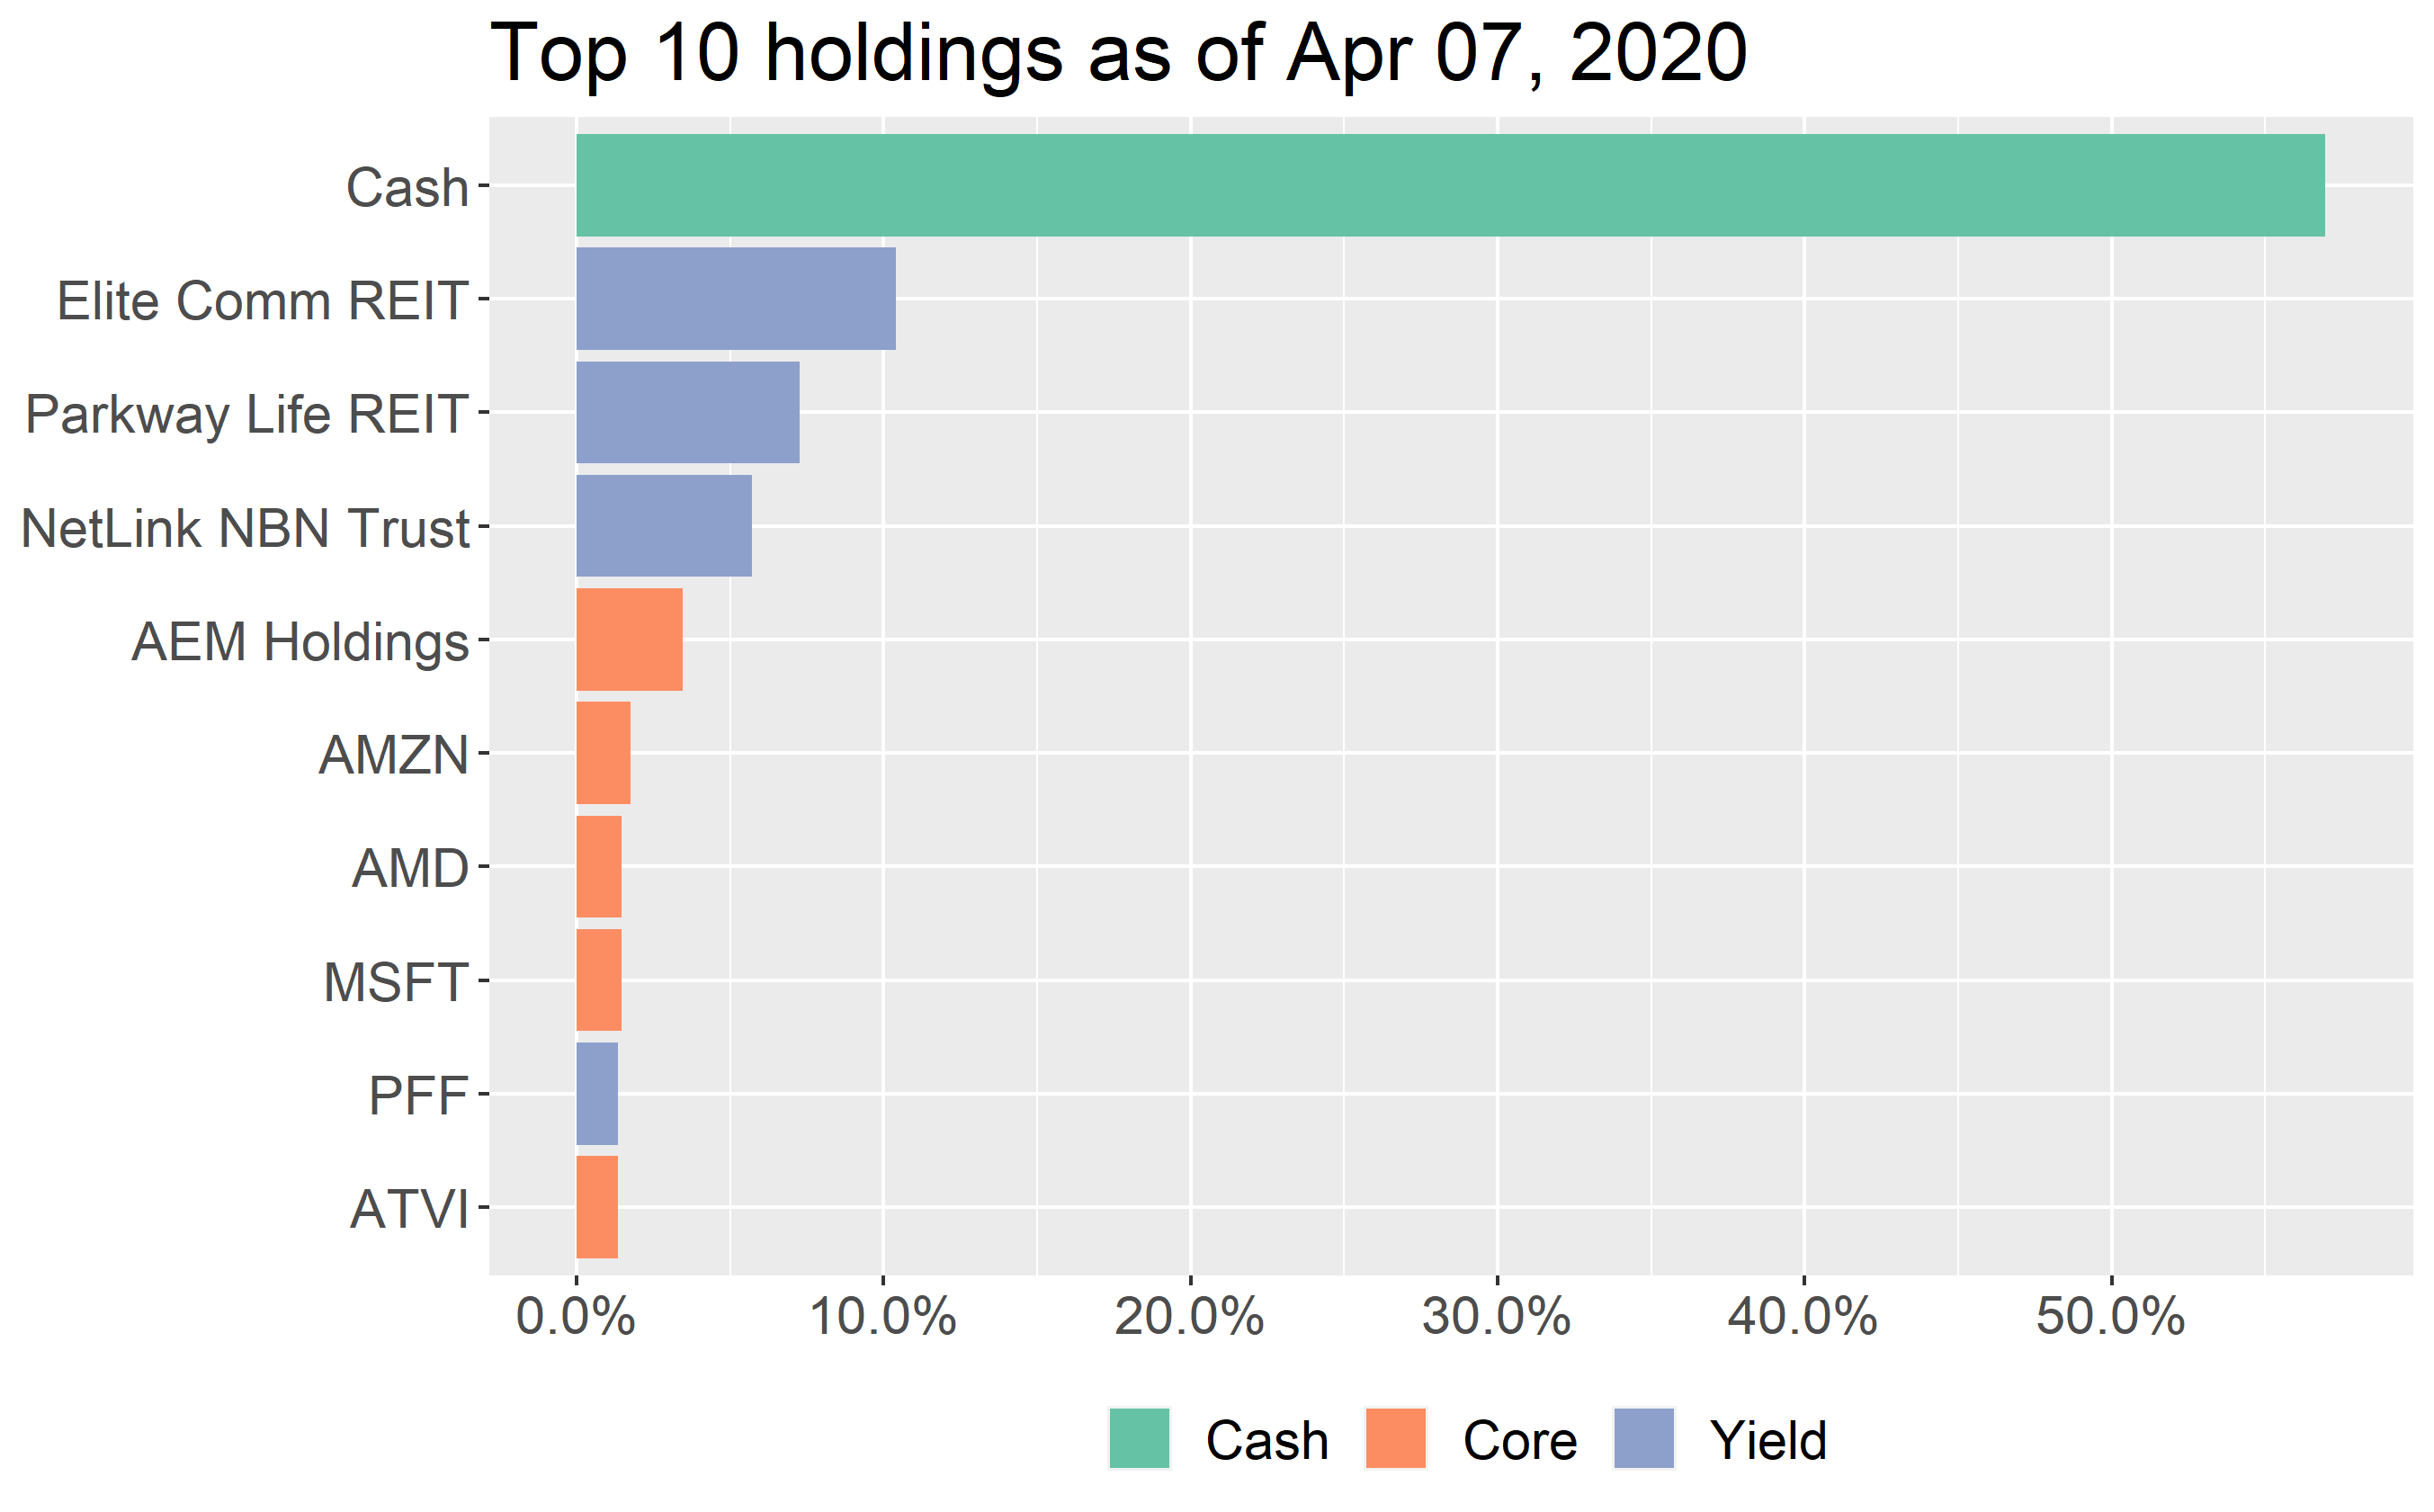 Top 10 holdings as of Apr 07, 2020
Cash
Elite Comm REIT
Parkway Life REIT
NetLink NBN Trust
AEM Holdings
AMZN
AMD
MSFT
PFF
ATVI
0.0% 10.0% 20.0% 30.0% 40.0% 50.0%
Cash Core Yield